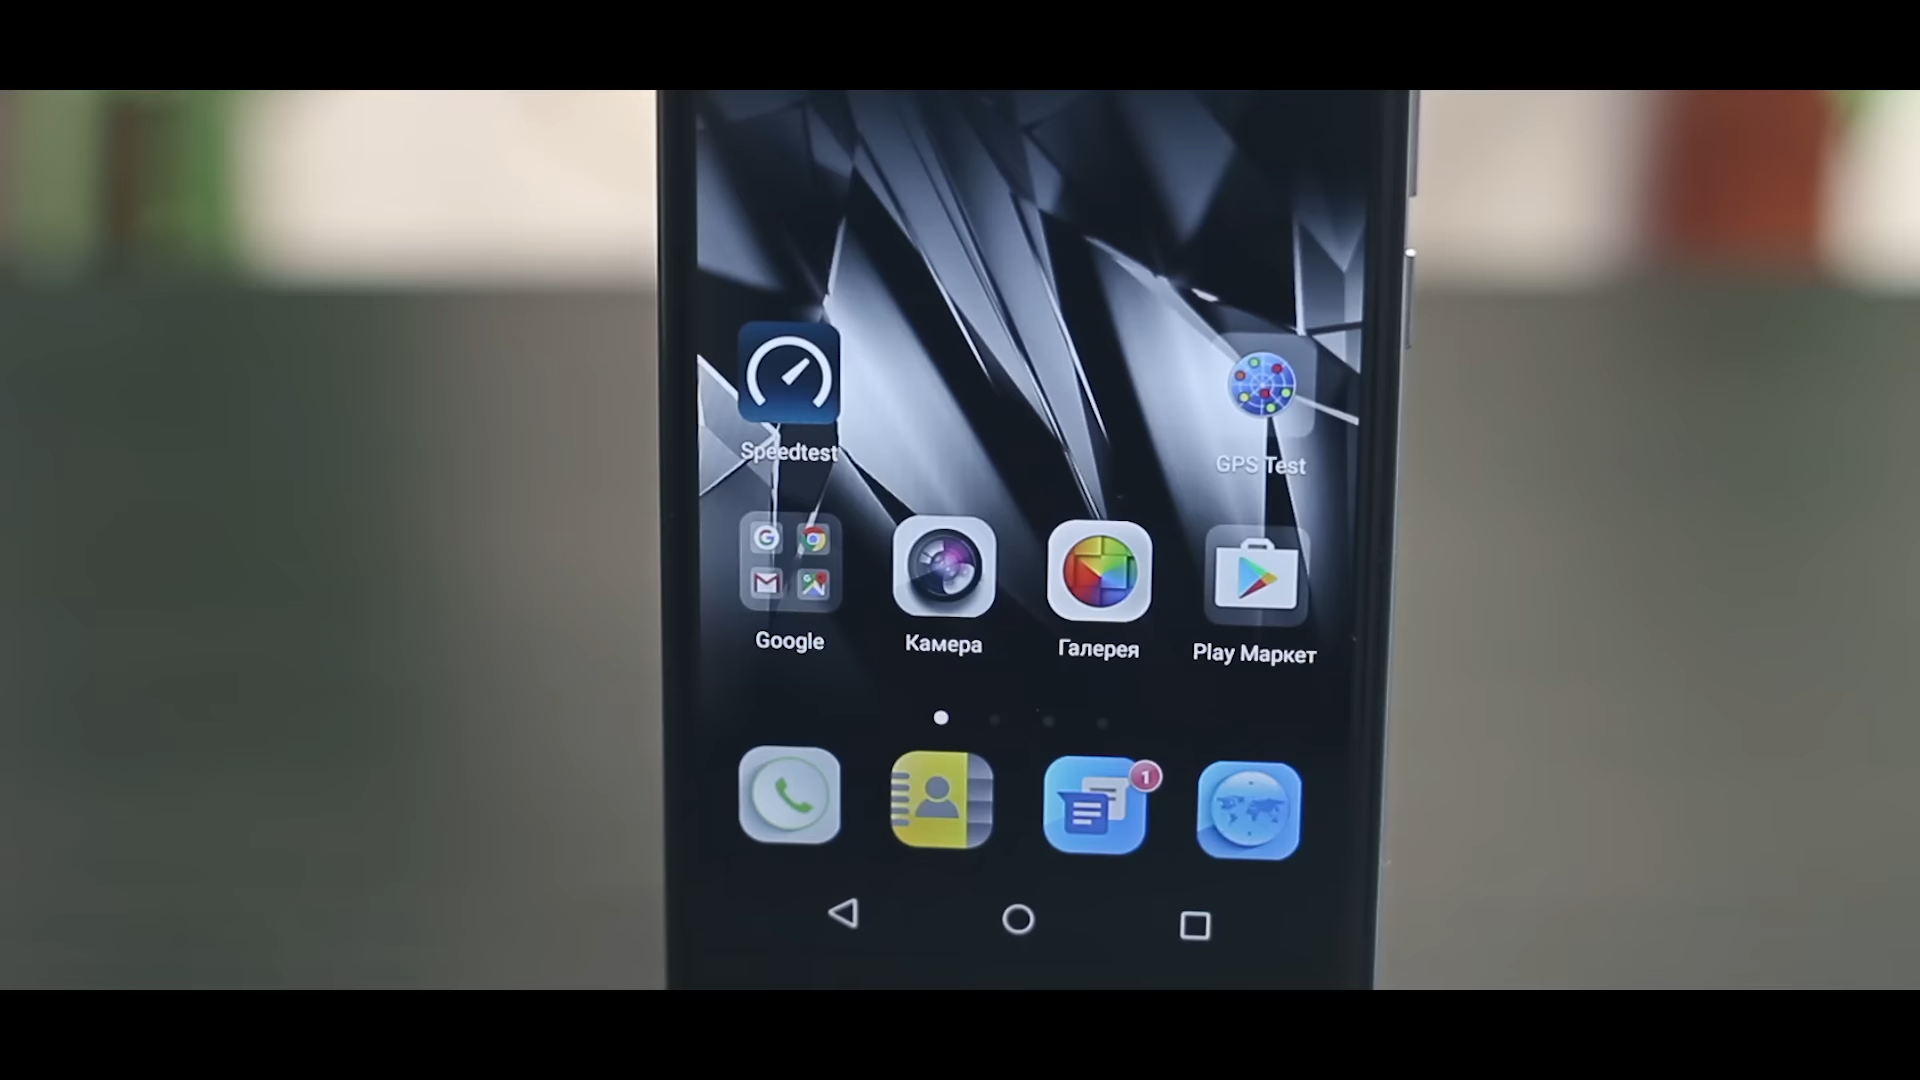 Speedtest
GPS Test
Google
Камера
Галерея
Play Маркет
1